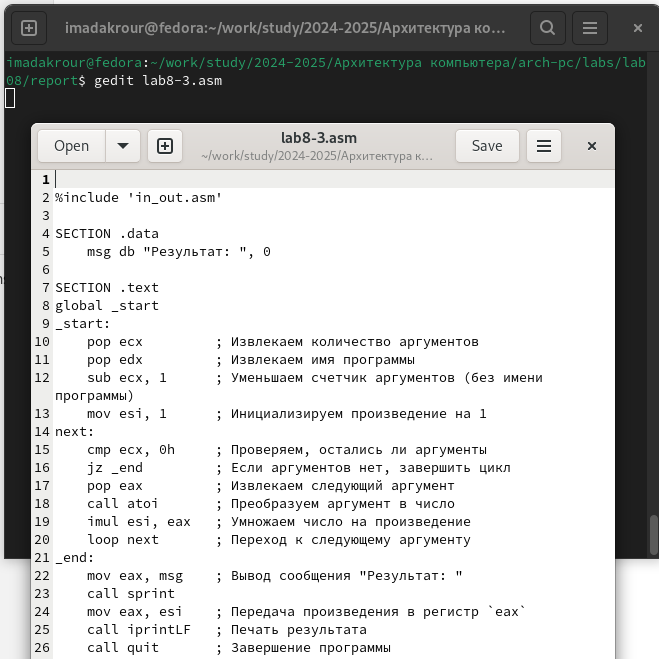 imadakrour@fedora:~/work/study/2024-2025/Архитектура ко...
imadakrour@fedora:~/work/study/2024-2025/Архитектура компьютера/arch-pc/labs/lab
08/report$ gedit lab8-3.asm
Open
lab8-3.asm
~/work/study/2024-2025/Архитектура к...
Save
1
2 %include 'in_out.asm'
3
4 SECTION .data
5     msg db "Результат: ", 0
6
7 SECTION .text
8 global _start
9 _start:
10     pop ecx         ; Извлекаем количество аргументов
11     pop edx         ; Извлекаем имя программы
12     sub ecx, 1      ; Уменьшаем счетчик аргументов (без имени
программы)
13     mov esi, 1      ; Инициализируем произведение на 1
14 next:
15     cmp ecx, 0h     ; Проверяем, остались ли аргументы
16     jz _end         ; Если аргументов нет, завершить цикл
17     pop eax         ; Извлекаем следующий аргумент
18     call atoi       ; Преобразуем аргумент в число
19     imul esi, eax   ; Умножаем число на произведение
20     loop next       ; Переход к следующему аргументу
21 _end:
22     mov eax, msg    ; Вывод сообщения "Результат: "
23     call sprint
24     mov eax, esi    ; Передача произведения в регистр `eax`
25     call iprintLF   ; Печать результата
26     call quit       ; Завершение программы